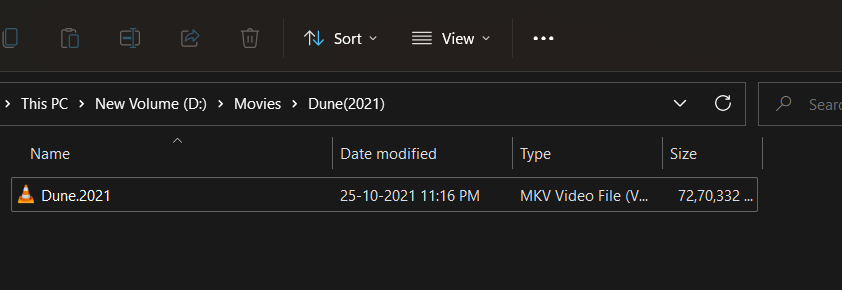 Sort View
This PC New Volume (D:) Movies Dune(2021) Sear
Name Date modified Type Size
Dune.2021 25-10-2021 11:16 PM MKV Video File (V... 72,70,332 ...